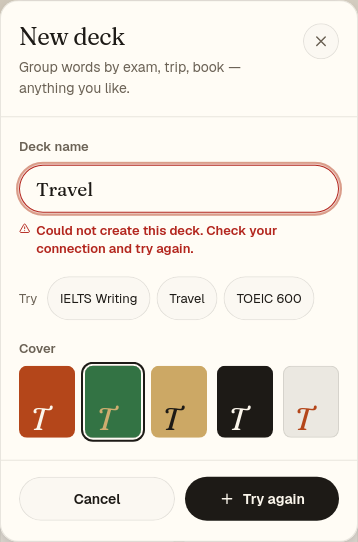 New deck
Group words by exam, trip, book —
anything you like.
Deck name
Travel
Could not create this deck. Check your
connection and try again.
Try
IELTS Writing
Travel
TOEIC 600
Cover
T
T
T
T
T
Cancel
Try again